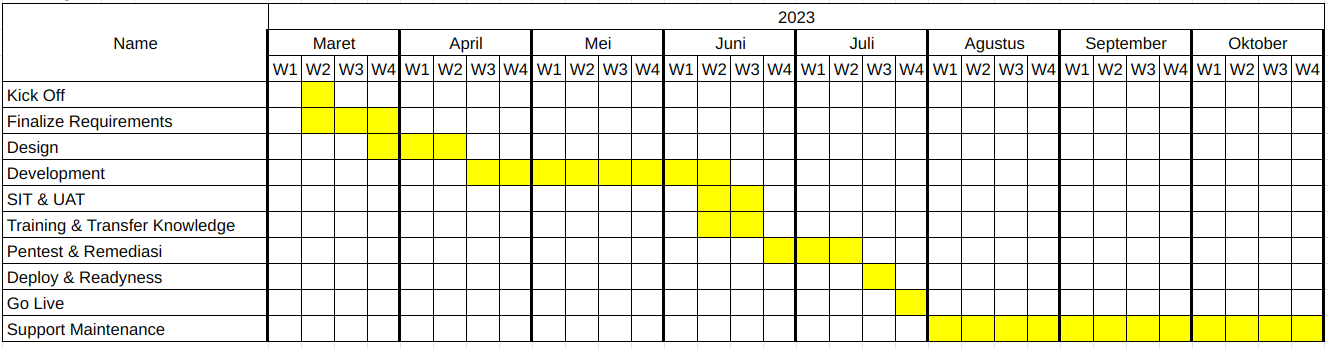 2023
Name
Maret April Mei Juni Juli Agustus September Oktober
W1 W2 W3 W4 W1 W2 W3 W4 W1 W2 W3 W4 W1 W2 W3 W4 W1 W2 W3 W4 W1 W2 W3 W4 W1 W2 W3 W4 W1 W2 W3 W4
Kick Off
Finalize Requirements
Design
Development
SIT & UAT
Training & Transfer Knowledge
Pentest & Remediasi
Deploy & Readyness
Go Live
Support Maintenance